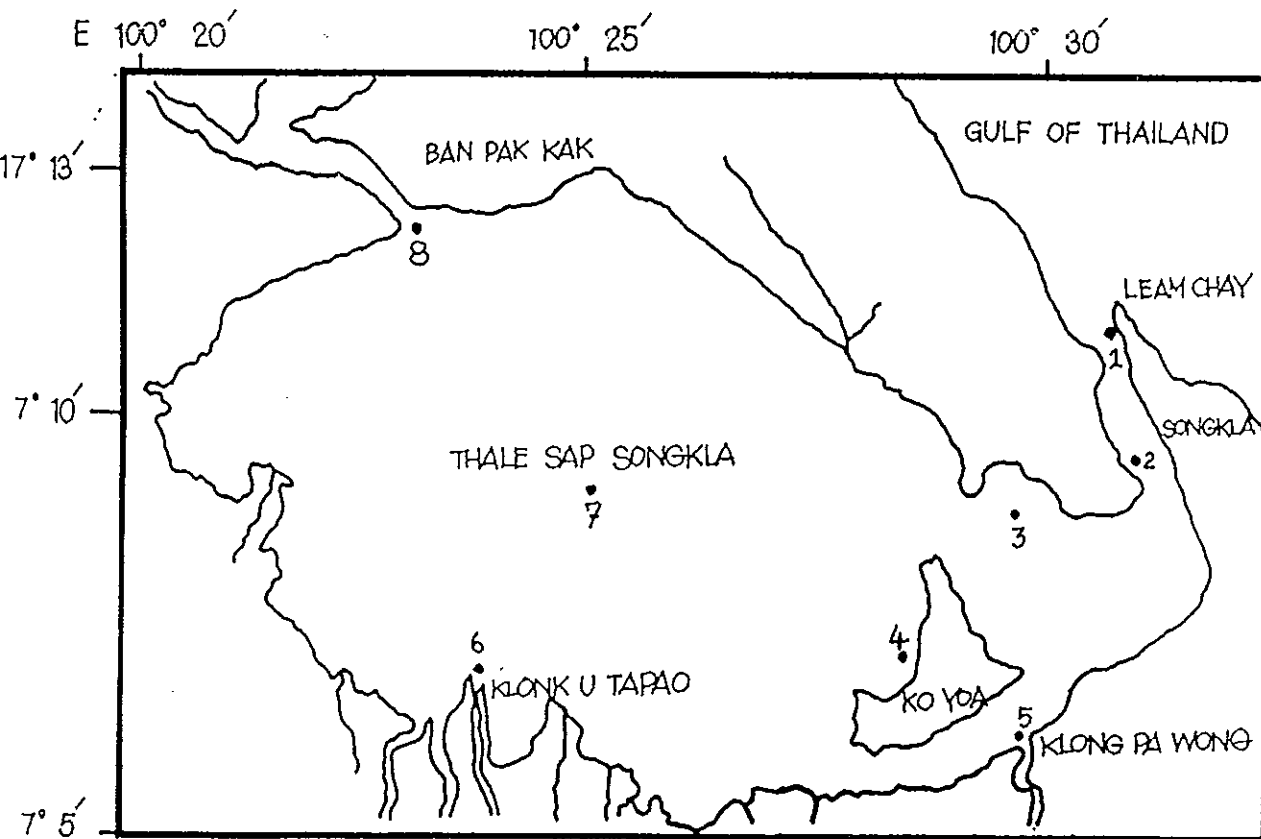 E 100° 20′ 100° 25′ 100° 30′
GULF OF THAILAND
BAN PAK KAK
17° 13′
8
LEAM CHAY
1
7° 10′
SONGKLA
THALE SAP SONGKLA
2
7
3
6
4
KLONK U TAPAO
KO YOA
5
KLONG PA WONG
7° 5′